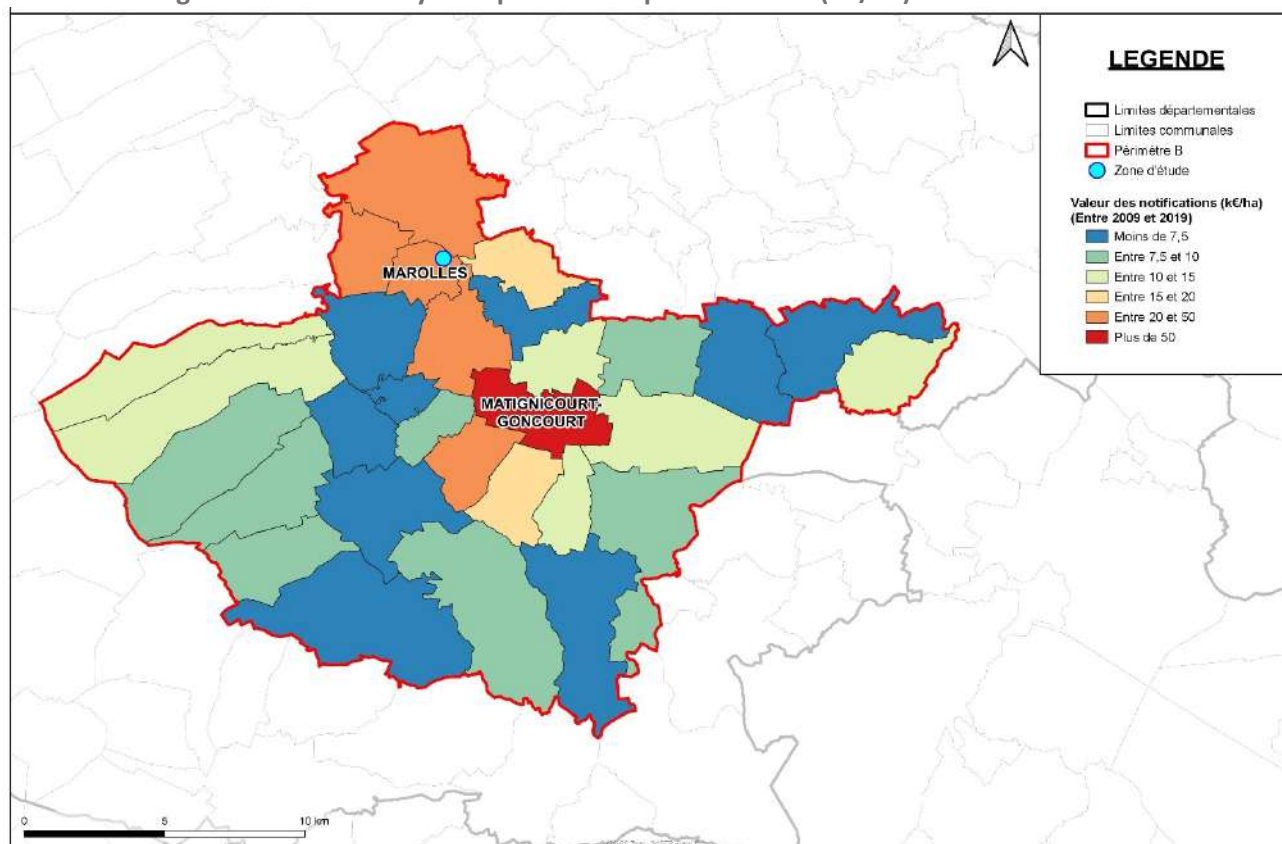 LEGENDE
Limites départementales
Limites communales
Périmètre B
Zone d'étude
Valeur des notifications (k€/ha)
(Entre 2009 et 2019)
Moins de 7,5
Entre 7,5 et 10
Entre 10 et 15
Entre 15 et 20
Entre 20 et 50
Plus de 50
MAROLLES
MATIGNICOURT-
GONCOURT
0 5 10 km